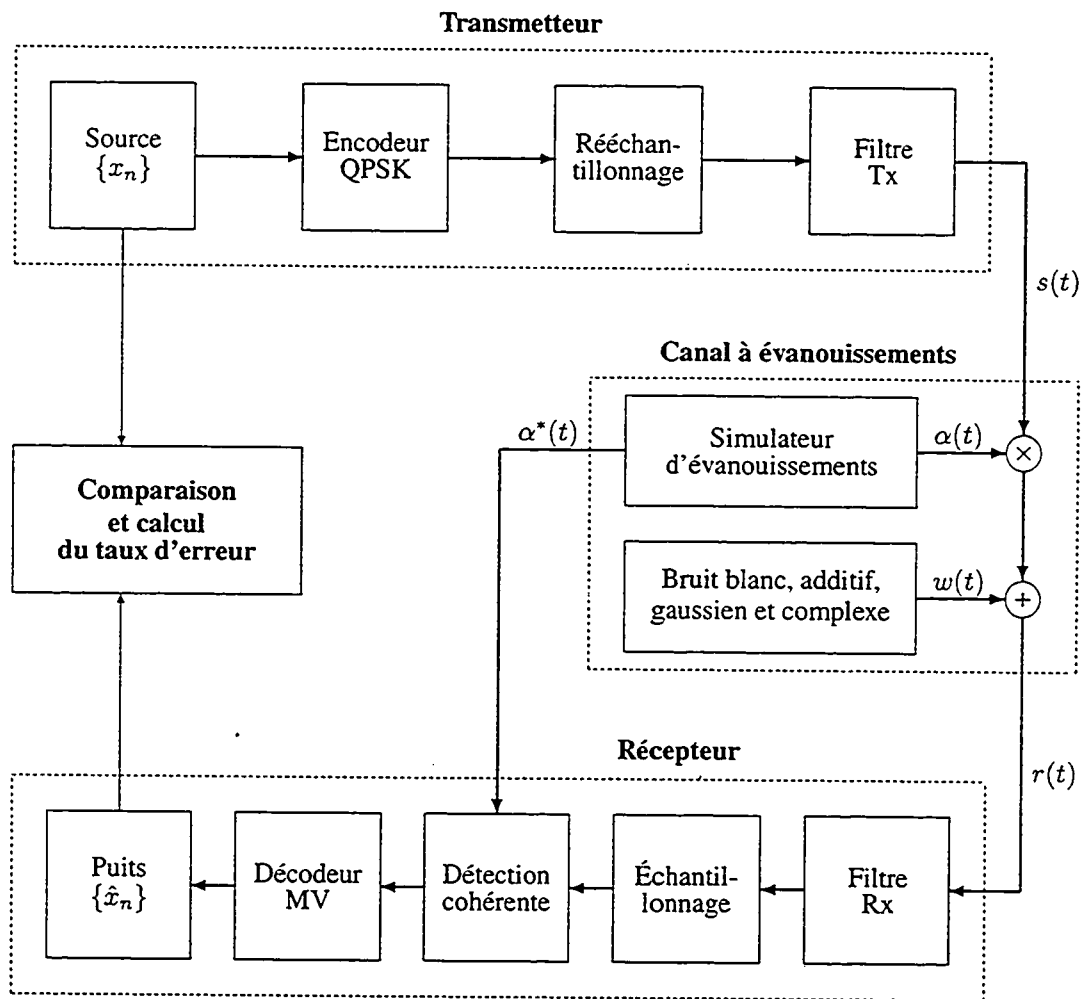 Transmetteur
Source
{x_n}
Encodeur
QPSK
Rééchan-
tillonnage
Filtre
Tx
s(t)
Canal à évanouissements
α*(t)
Simulateur
d'évanouissements
α(t)
×
Comparaison
et calcul
du taux d'erreur
Bruit blanc, additif,
gaussien et complexe
w(t)
+
Récepteur
r(t)
Puits
{x̂_n}
Décodeur
MV
Détection
cohérente
Échantil-
lonnage
Filtre
Rx